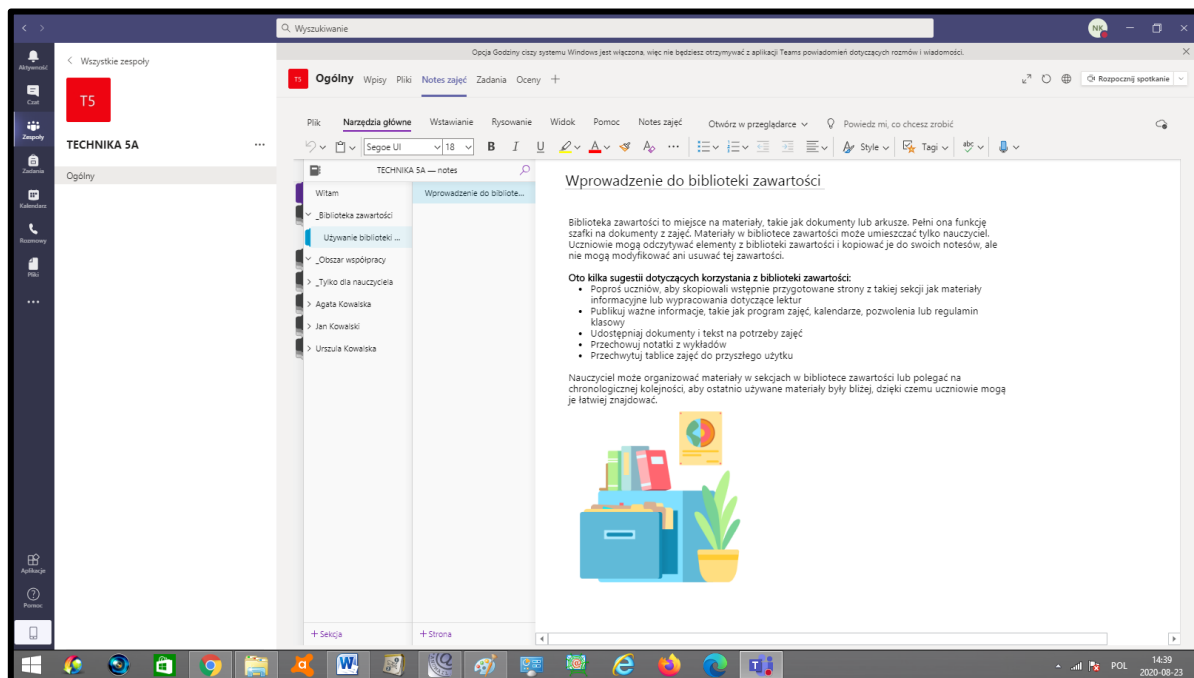 Wyszukiwanie
NK
Opcja Godziny ciszy systemu Windows jest włączona, więc nie będziesz otrzymywać z aplikacji Teams powiadomień dotyczących rozmów i wiadomości.
Aktywność
Czat
Zespoły
Zadania
Kalendarz
Rozmowy
Pliki
Aplikacje
Pomoc
Wszystkie zespoły
T5
TECHNIKA 5A
Ogólny
T5 Ogólny Wpisy Pliki Notes zajęć Zadania Oceny
Rozpocznij spotkanie
Plik Narzędzia główne Wstawianie Rysowanie Widok Pomoc Notes zajęć Otwórz w przeglądarce Powiedz mi, co chcesz zrobić
Segoe UI 18 B I U A Style Tagi abc
TECHNIKA 5A — notes
Witam
_Biblioteka zawartości
Używanie biblioteki ...
_Obszar współpracy
_Tylko dla nauczyciela
Agata Kowalska
Jan Kowalski
Urszula Kowalska
+ Sekcja
Wprowadzenie do bibliote...
+ Strona
Wprowadzenie do biblioteki zawartości
Biblioteka zawartości to miejsce na materiały, takie jak dokumenty lub arkusze. Pełni ona funkcję
szafki na dokumenty z zajęć. Materiały w bibliotece zawartości może umieszczać tylko nauczyciel.
Uczniowie mogą odczytywać elementy z biblioteki zawartości i kopiować je do swoich notesów, ale
nie mogą modyfikować ani usuwać tej zawartości.
Oto kilka sugestii dotyczących korzystania z biblioteki zawartości:
• Poproś uczniów, aby skopiowali wstępnie przygotowane strony z takiej sekcji jak materiały
informacyjne lub wypracowania dotyczące lektur
• Publikuj ważne informacje, takie jak program zajęć, kalendarze, pozwolenia lub regulamin
klasowy
• Udostępniaj dokumenty i tekst na potrzeby zajęć
• Przechowuj notatki z wykładów
• Przechwytuj tablice zajęć do przyszłego użytku
Nauczyciel może organizować materiały w sekcjach w bibliotece zawartości lub polegać na
chronologicznej kolejności, aby ostatnio używane materiały były bliżej, dzięki czemu uczniowie mogą
je łatwiej znajdować.
POL
14:39
2020-08-23